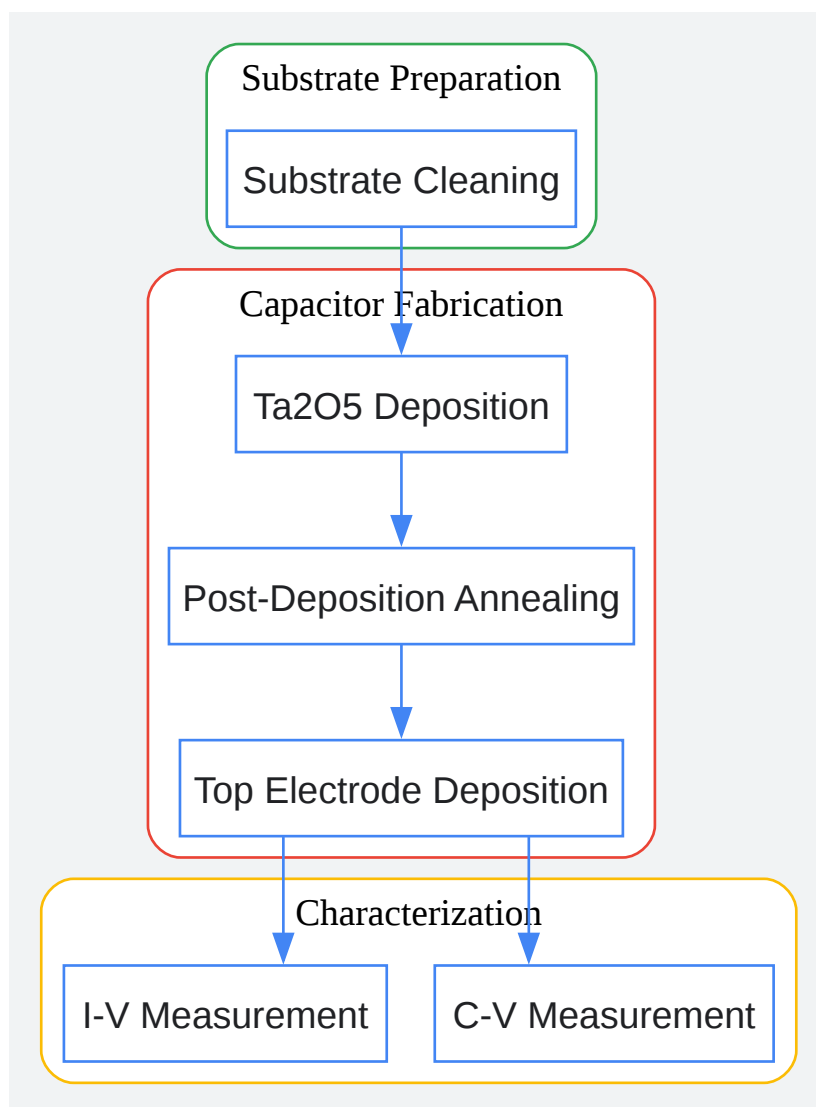 Substrate Preparation
Substrate Cleaning
Capacitor Fabrication
Ta2O5 Deposition
Post-Deposition Annealing
Top Electrode Deposition
Characterization
I-V Measurement
C-V Measurement